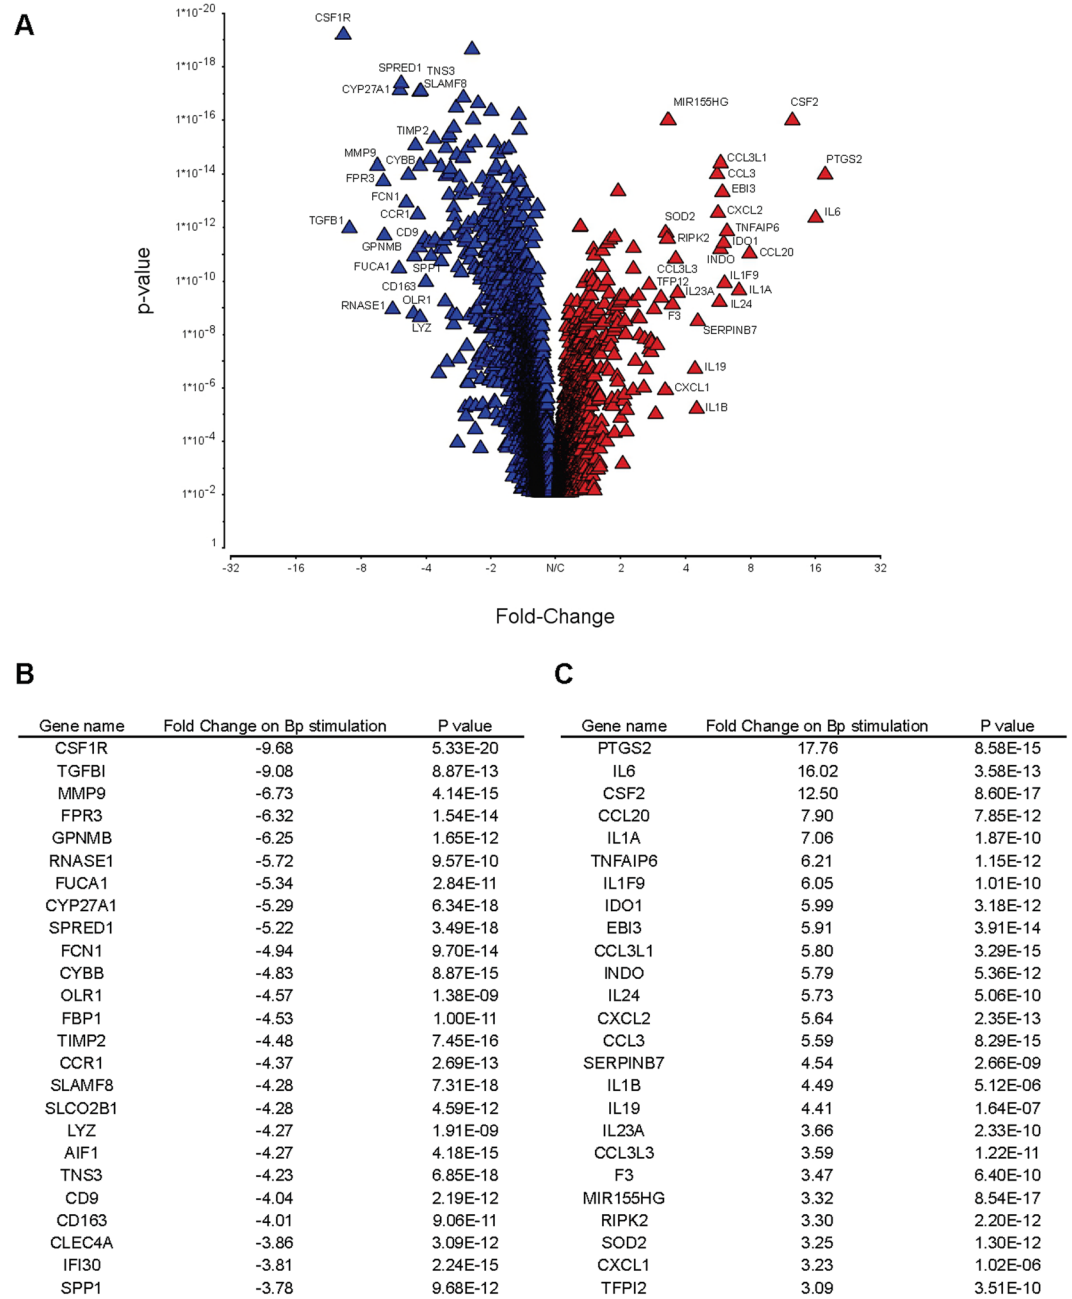 A
1*10-20
1*10-18
1*10-16
1*10-14
1*10-12
1*10-10
1*10-8
1*10-6
1*10-4
1*10-2
1
p-value
CSF1R
SPRED1 TNS3
CYP27A1 SLAMF8
MIR155HG CSF2
TIMP2
MMP9 CYBB CCL3L1 PTGS2
FPR3 CCL3
FCN1 EBI3
CCR1 CXCL2 IL6
TGFB1 SOD2
CD9 RIPK2 TNFAIP6
GPNMB IDO1
INDO CCL20
FUCA1 SPP1 CCL3L3
CD163 TFP12 IL1F9
OLR1 IL23A IL1A
RNASE1 F3 IL24
LYZ SERPINB7
IL19
CXCL1
IL1B
-32 -16 -8 -4 -2 N/C 2 4 8 16 32
Fold-Change
B
Gene name Fold Change on Bp stimulation P value
CSF1R -9.68 5.33E-20
TGFBI -9.08 8.87E-13
MMP9 -6.73 4.14E-15
FPR3 -6.32 1.54E-14
GPNMB -6.25 1.65E-12
RNASE1 -5.72 9.57E-10
FUCA1 -5.34 2.84E-11
CYP27A1 -5.29 6.34E-18
SPRED1 -5.22 3.49E-18
FCN1 -4.94 9.70E-14
CYBB -4.83 8.87E-15
OLR1 -4.57 1.38E-09
FBP1 -4.53 1.00E-11
TIMP2 -4.48 7.45E-16
CCR1 -4.37 2.69E-13
SLAMF8 -4.28 7.31E-18
SLCO2B1 -4.28 4.59E-12
LYZ -4.27 1.91E-09
AIF1 -4.27 4.18E-15
TNS3 -4.23 6.85E-18
CD9 -4.04 2.19E-12
CD163 -4.01 9.06E-11
CLEC4A -3.86 3.09E-12
IFI30 -3.81 2.24E-15
SPP1 -3.78 9.68E-12
C
Gene name Fold Change on Bp stimulation P value
PTGS2 17.76 8.58E-15
IL6 16.02 3.58E-13
CSF2 12.50 8.60E-17
CCL20 7.90 7.85E-12
IL1A 7.06 1.87E-10
TNFAIP6 6.21 1.15E-12
IL1F9 6.05 1.01E-10
IDO1 5.99 3.18E-12
EBI3 5.91 3.91E-14
CCL3L1 5.80 3.29E-15
INDO 5.79 5.36E-12
IL24 5.73 5.06E-10
CXCL2 5.64 2.35E-13
CCL3 5.59 8.29E-15
SERPINB7 4.54 2.66E-09
IL1B 4.49 5.12E-06
IL19 4.41 1.64E-07
IL23A 3.66 2.33E-10
CCL3L3 3.59 1.22E-11
F3 3.47 6.40E-10
MIR155HG 3.32 8.54E-17
RIPK2 3.30 2.20E-12
SOD2 3.25 1.30E-12
CXCL1 3.23 1.02E-06
TFPI2 3.09 3.51E-10